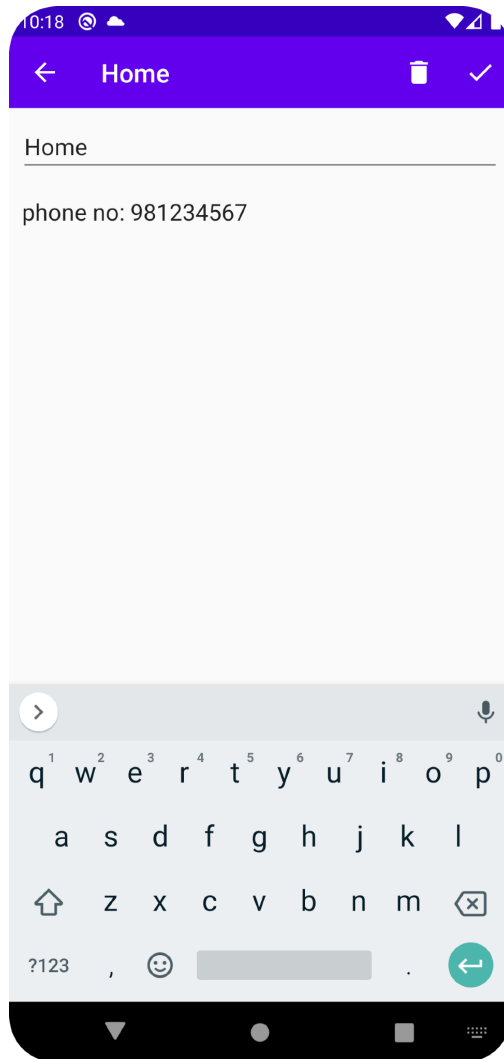 10:18
Home
Home
phone no: 981234567
q 1 w 2 e 3 r 4 t 5 y 6 u 7 i 8 o 9 p 0
a s d f g h j k l
z x c v b n m
?123 , .